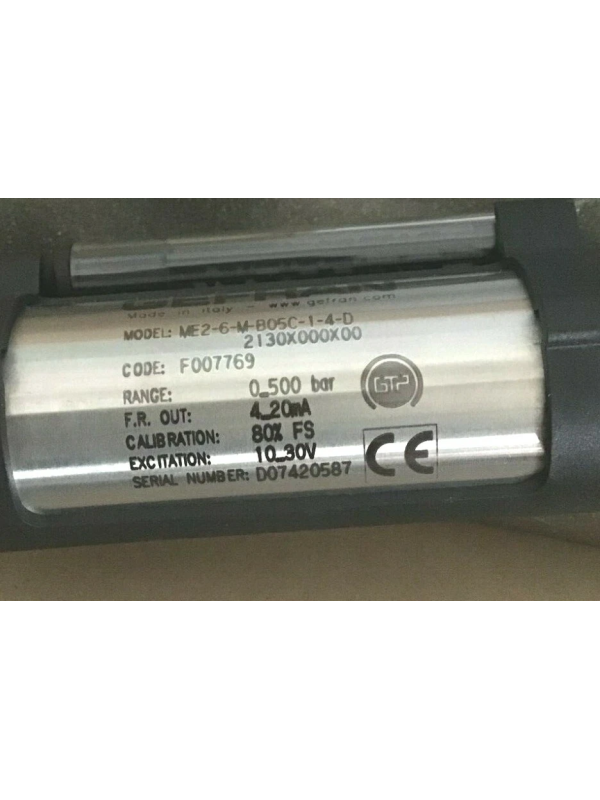 GEFRAN
Made in Italy - www.gefran.com
MODEL: ME2-6-M-B05C-1-4-D
2130X000X00
CODE: F007769
RANGE: 0_500 bar
F.R. OUT: 4_20mA
CALIBRATION: 80% FS
EXCITATION: 10_30V
SERIAL NUMBER: D07420587
GTP
CE